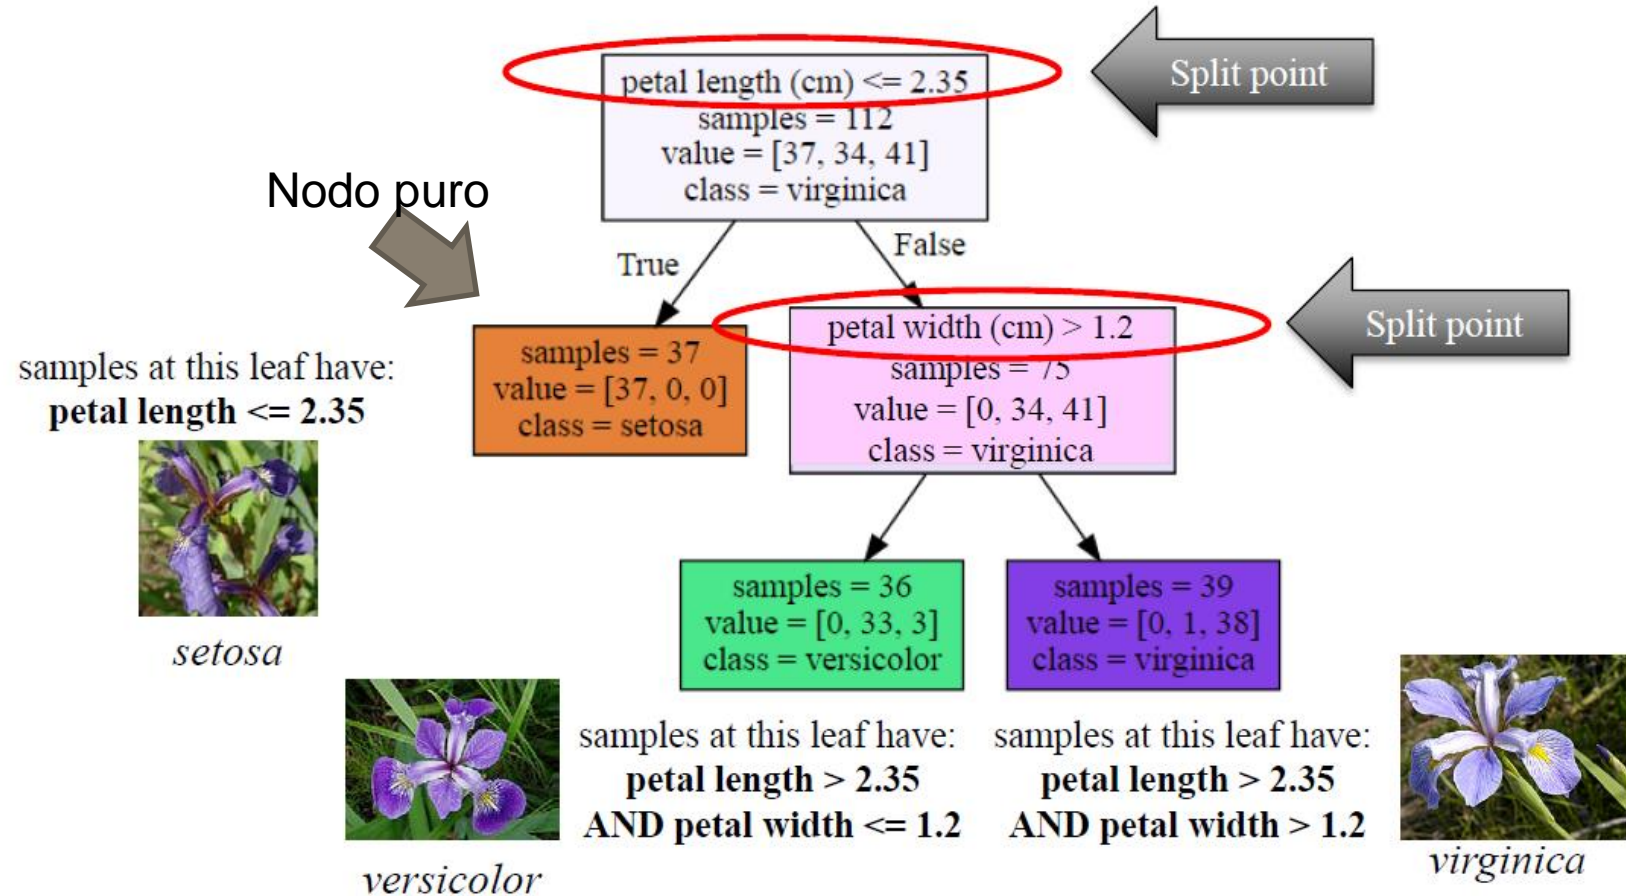 petal length (cm) <= 2.35
samples = 112
value = [37, 34, 41]
class = virginica
Split point
Nodo puro
True
False
samples = 37
value = [37, 0, 0]
class = setosa
petal width (cm) > 1.2
samples = 75
value = [0, 34, 41]
class = virginica
Split point
samples at this leaf have:
petal length <= 2.35
setosa
samples = 36
value = [0, 33, 3]
class = versicolor
samples = 39
value = [0, 1, 38]
class = virginica
versicolor
samples at this leaf have:
petal length > 2.35
AND petal width <= 1.2
samples at this leaf have:
petal length > 2.35
AND petal width > 1.2
virginica